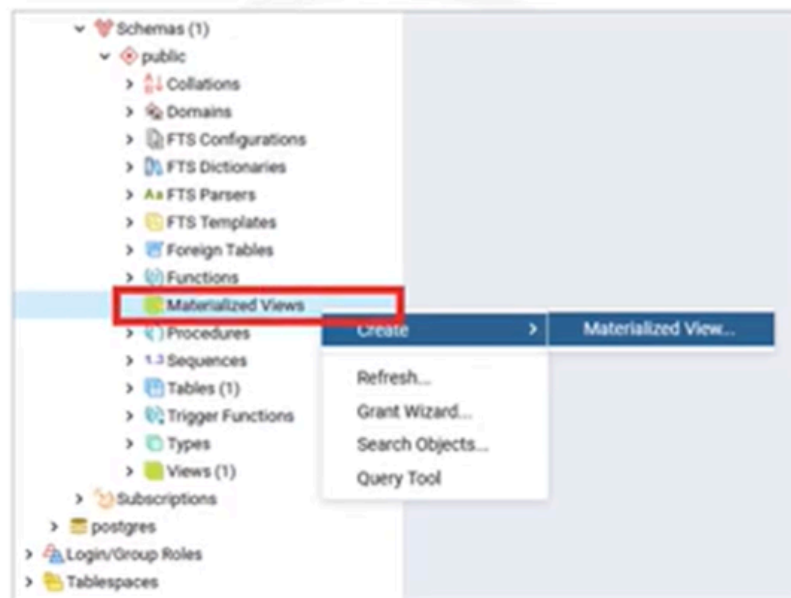 Schemas (1)
public
Collations
Domains
FTS Configurations
FTS Dictionaries
Aa FTS Parsers
FTS Templates
Foreign Tables
Functions
Materialized Views
Create > Materialized View...
Procedures
1..3 Sequences
Refresh...
Tables (1)
Grant Wizard...
Trigger Functions
Search Objects...
Types
Query Tool
Views (1)
Subscriptions
postgres
Login/Group Roles
Tablespaces